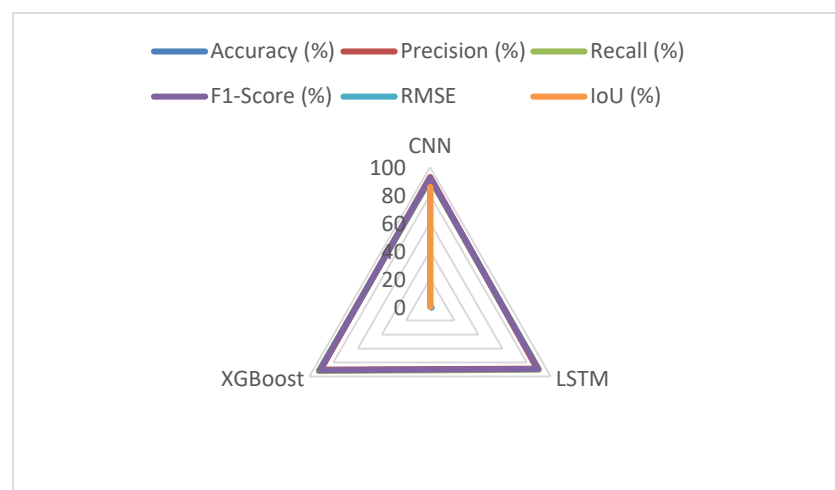 Accuracy (%) Precision (%) Recall (%)
F1-Score (%) RMSE IoU (%)
CNN
100
80
60
40
20
0
XGBoost LSTM